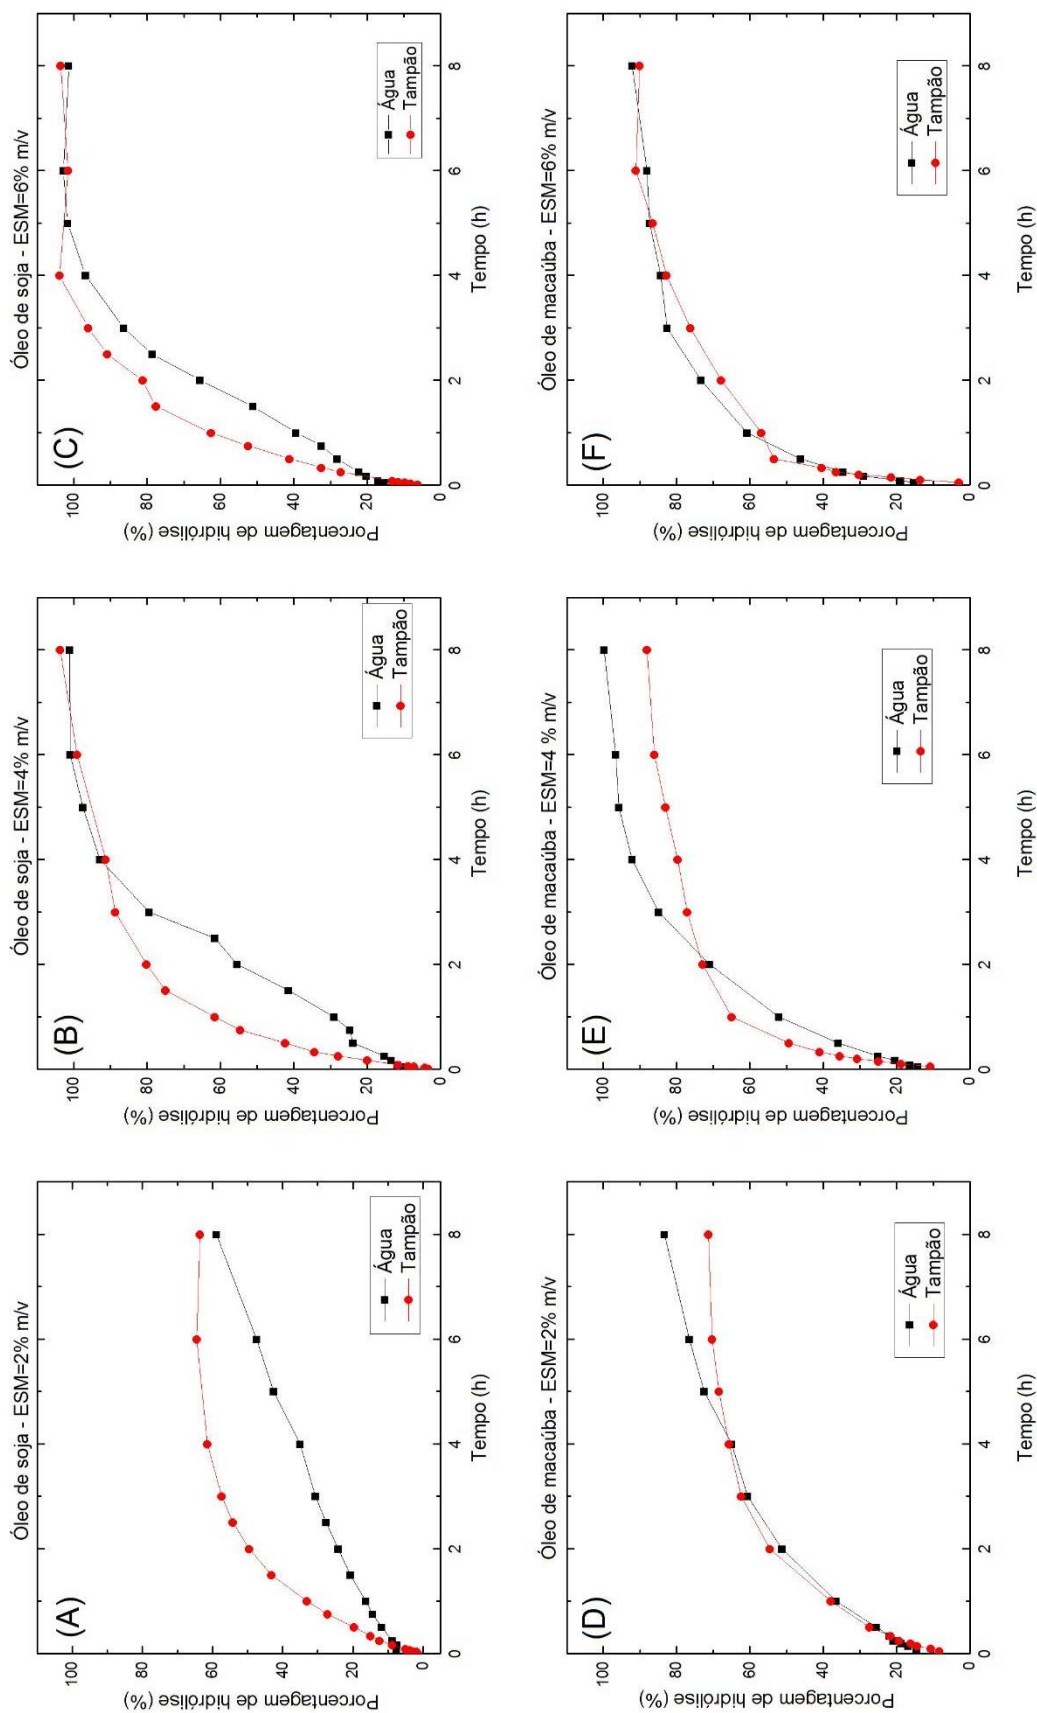 (A)
Óleo de soja - ESM=2% m/v
Porcentagem de hidrólise (%)
100
80
60
40
20
0
0 2 4 6 8
Tempo (h)
Água
Tampão
(B)
Óleo de soja - ESM=4% m/v
Porcentagem de hidrólise (%)
100
80
60
40
20
0
0 2 4 6 8
Tempo (h)
Água
Tampão
(C)
Óleo de soja - ESM=6% m/v
Porcentagem de hidrólise (%)
100
80
60
40
20
0
0 2 4 6 8
Tempo (h)
Água
Tampão
(D)
Óleo de macaúba - ESM=2% m/v
Porcentagem de hidrólise (%)
100
80
60
40
20
0
0 2 4 6 8
Tempo (h)
Água
Tampão
(E)
Óleo de macaúba - ESM=4 % m/v
Porcentagem de hidrólise (%)
100
80
60
40
20
0
0 2 4 6 8
Tempo (h)
Água
Tampão
(F)
Óleo de macaúba - ESM=6% m/v
Porcentagem de hidrólise (%)
100
80
60
40
20
0
0 2 4 6 8
Tempo (h)
Água
Tampão